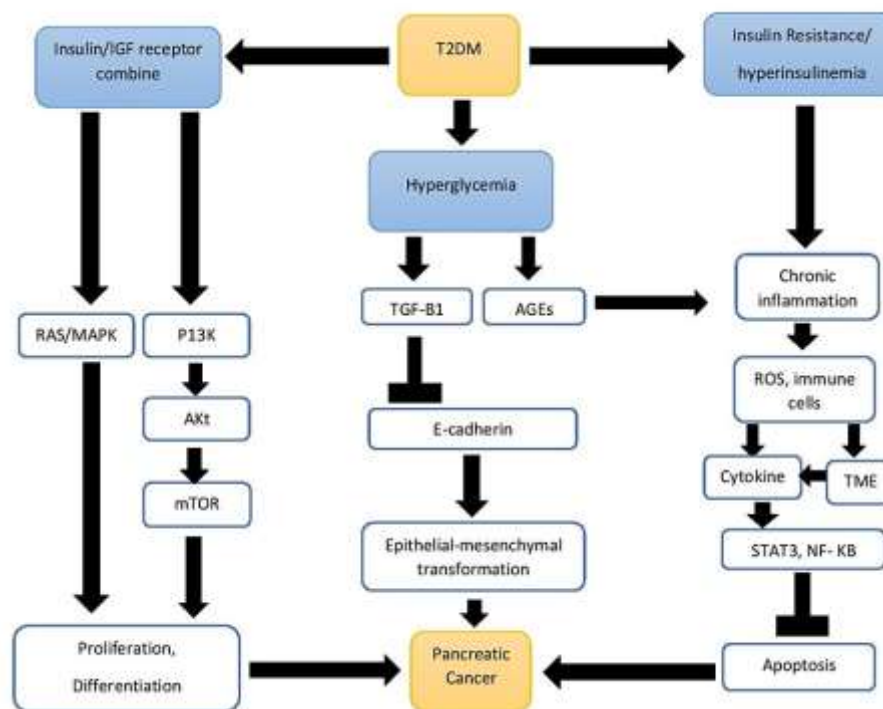 Insulin/IGF receptor
combine
T2DM
Insulin Resistance/
hyperinsulinemia
Hyperglycemia
TGF-B1
AGEs
Chronic
inflammation
RAS/MAPK
P13K
ROS, immune
cells
AKt
E-cadherin
Cytokine
TME
mTOR
Epithelial-mesenchymal
transformation
STAT3, NF- KB
Proliferation,
Differentiation
Pancreatic
Cancer
Apoptosis